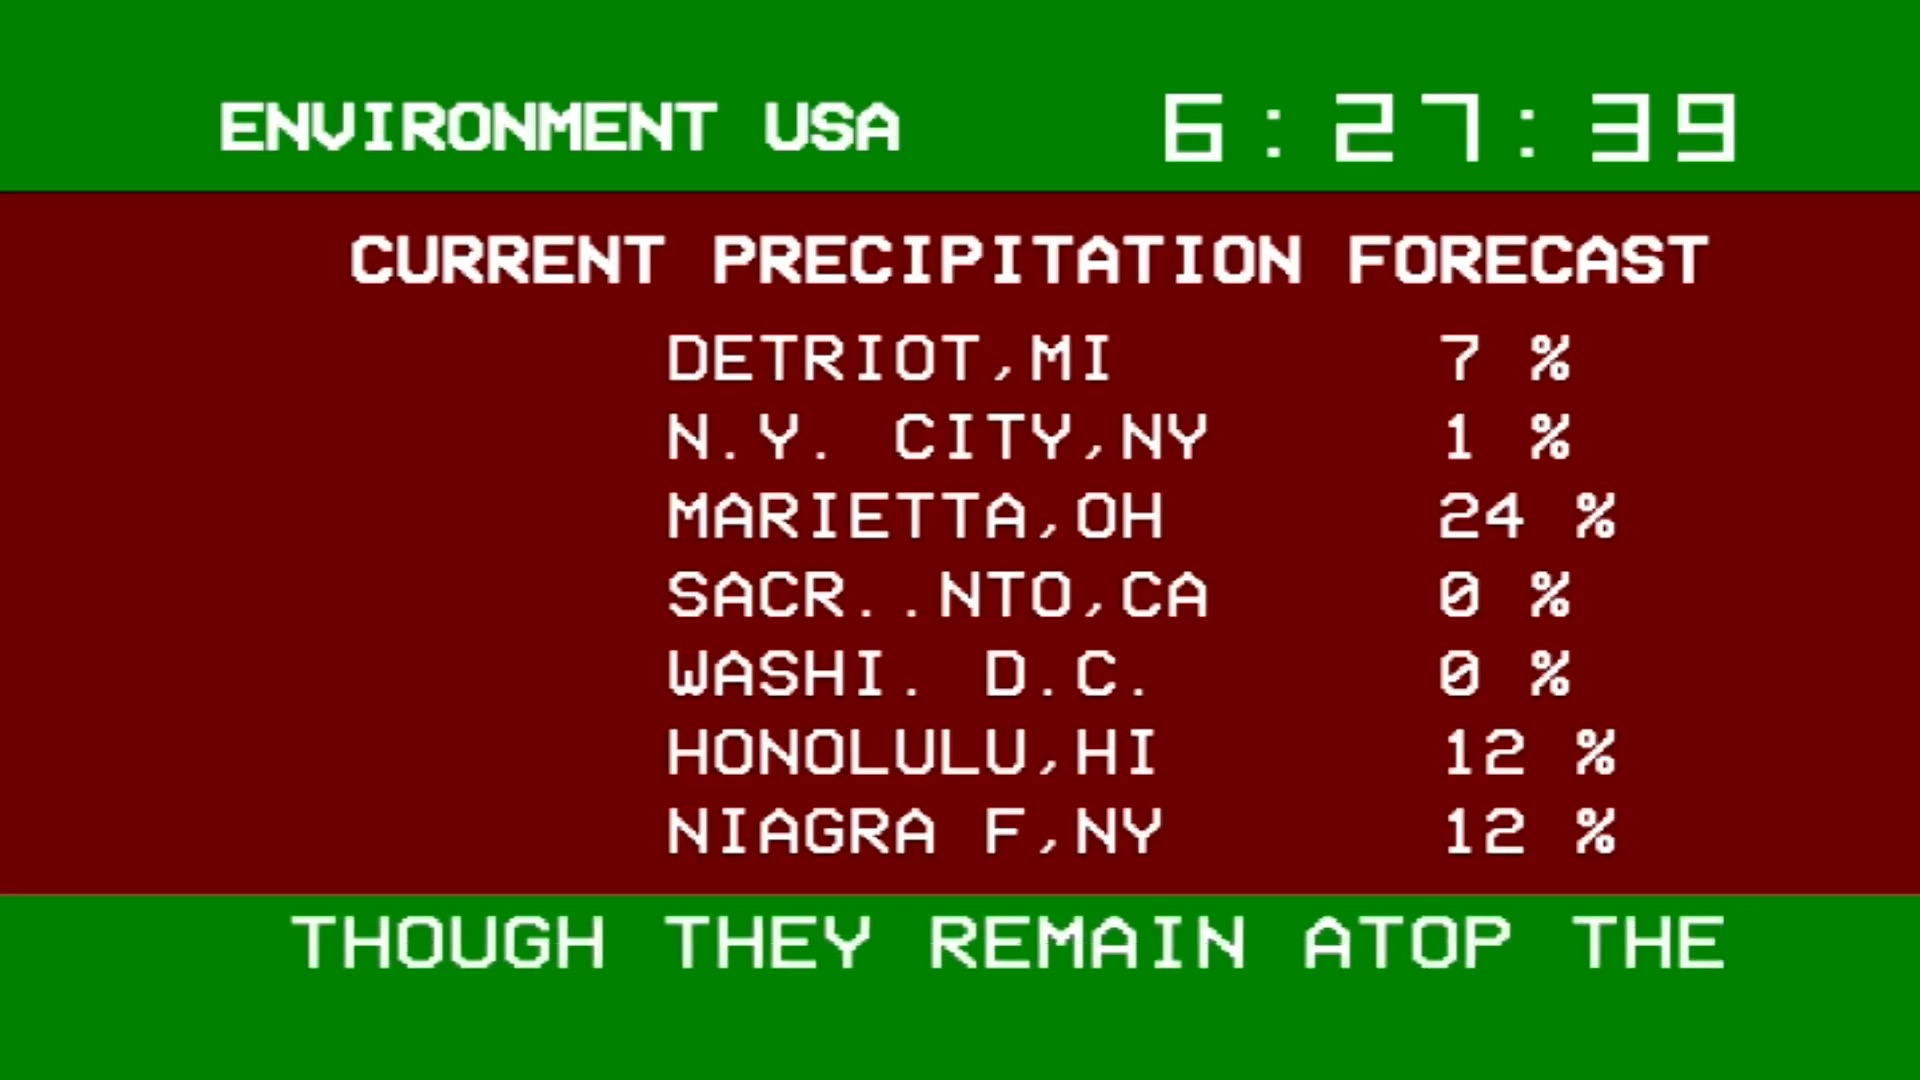 ENVIRONMENT USA 6:27:39
CURRENT PRECIPITATION FORECAST
DETRIOT,MI 7 %
N.Y. CITY,NY 1 %
MARIETTA,OH 24 %
SACR..NTO,CA 0 %
WASHI. D.C. 0 %
HONOLULU,HI 12 %
NIAGRA F,NY 12 %
THOUGH THEY REMAIN ATOP THE